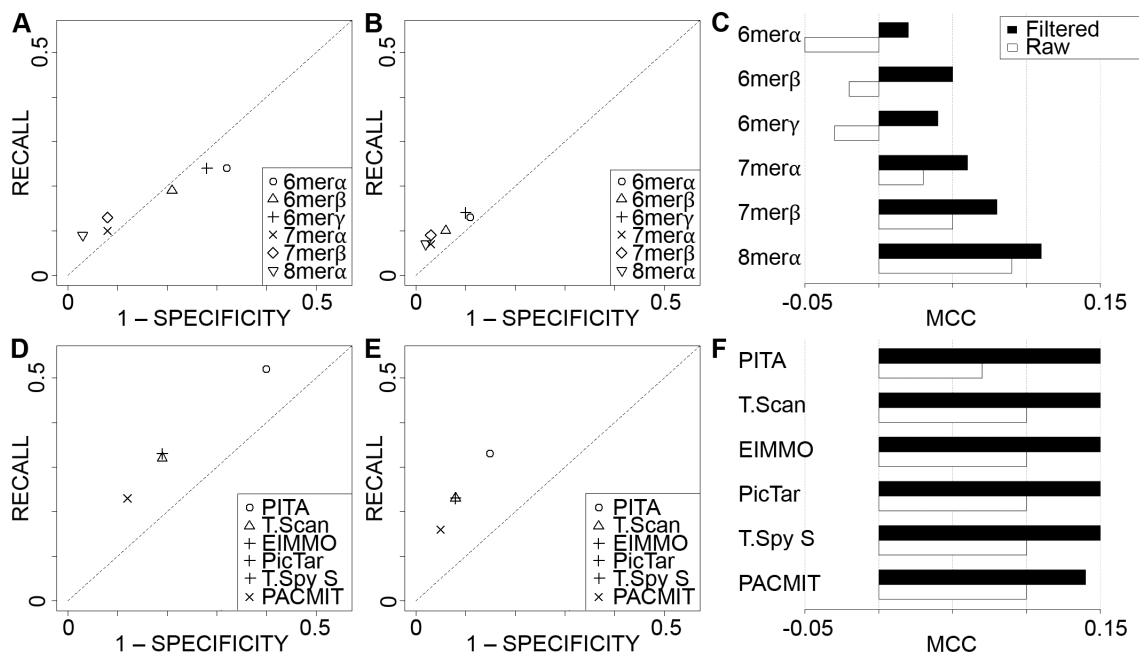 A
RECALL
0.5
0
0
0.5
1 – SPECIFICITY
6merα
6merβ
6merγ
7merα
7merβ
8merα
B
RECALL
0.5
0
0
0.5
1 – SPECIFICITY
6merα
6merβ
6merγ
7merα
7merβ
8merα
C
Filtered
Raw
6merα
6merβ
6merγ
7merα
7merβ
8merα
-0.05
0.15
MCC
D
RECALL
0.5
0
0
0.5
1 – SPECIFICITY
PITA
T.Scan
EIMMO
PicTar
T.Spy S
PACMIT
E
RECALL
0.5
0
0
0.5
1 – SPECIFICITY
PITA
T.Scan
EIMMO
PicTar
T.Spy S
PACMIT
F
PITA
T.Scan
EIMMO
PicTar
T.Spy S
PACMIT
-0.05
0.15
MCC